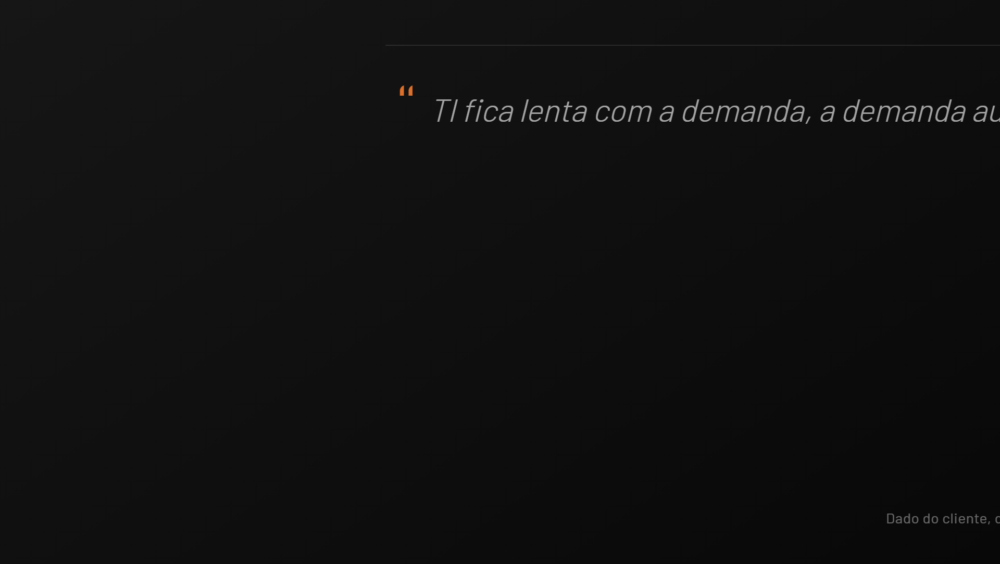 “ TI fica lenta com a demanda, a demanda au
Dado do cliente, c